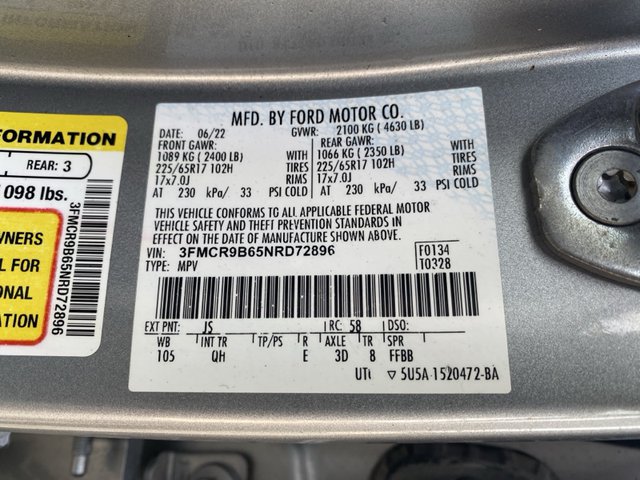 MFD. BY FORD MOTOR CO.
DATE: 06/22 GVWR: 2100 KG ( 4630 LB)
FRONT GAWR: REAR GAWR:
1089 KG ( 2400 LB) WITH 1066 KG ( 2350 LB) WITH
225/65R17 102H TIRES 225/65R17 102H TIRES
17x7.0J RIMS 17x7.0J RIMS
AT 230 kPa/ 33 PSI COLD AT 230 kPa/ 33 PSI COLD
THIS VEHICLE CONFORMS TO ALL APPLICABLE FEDERAL MOTOR
VEHICLE SAFETY AND THEFT PREVENTION STANDARDS IN
EFFECT ON THE DATE OF MANUFACTURE SHOWN ABOVE.
VIN: 3FMCR9B65NRD72896 F0134
TYPE: MPV T0328
EXT PNT: JS RC: 58 DSO:
WB INT TR TP/PS R AXLE TR SPR
105 QH E 3D 8 FFBB
UTI ▽ 5U5A-1520472-BA
FORMATION
REAR: 3
098 lbs.
WNERS
L FOR
ONAL
ATION
3FMCR9B65NRD72896